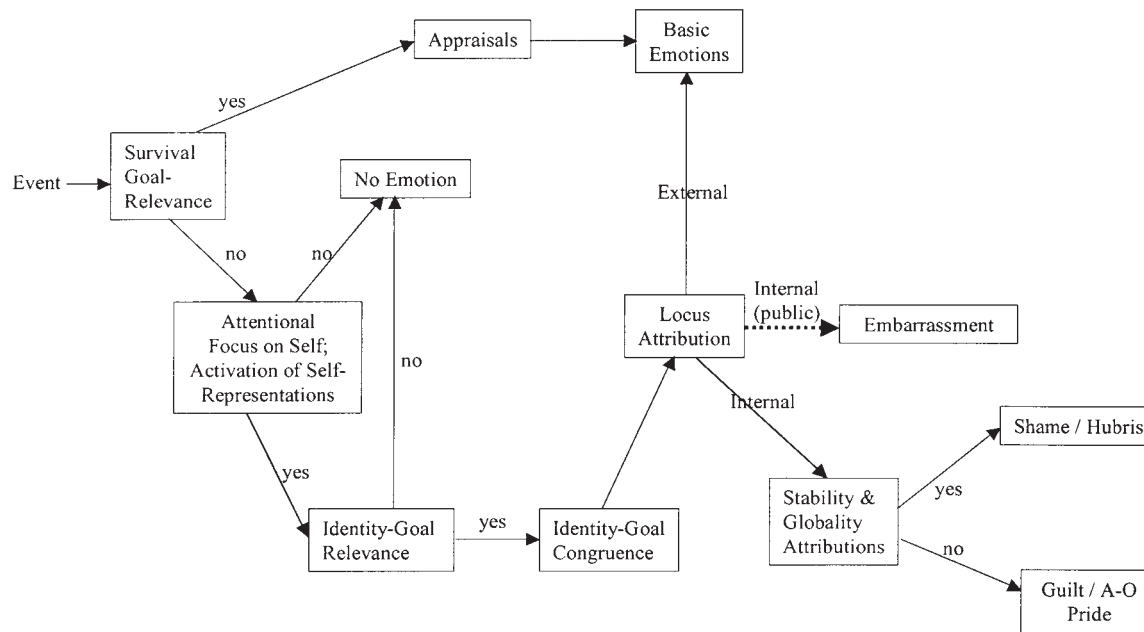 Appraisals
Basic
Emotions
yes
Survival
Goal-
Relevance
Event
No Emotion
External
no
no
Attentional
Focus on Self;
Activation of Self-
Representations
no
Locus
Attribution
Internal
(public)
Embarrassment
Internal
Shame / Hubris
yes
yes
Identity-Goal
Relevance
yes
Identity-Goal
Congruence
Stability &
Globality
Attributions
no
Guilt / A-O
Pride